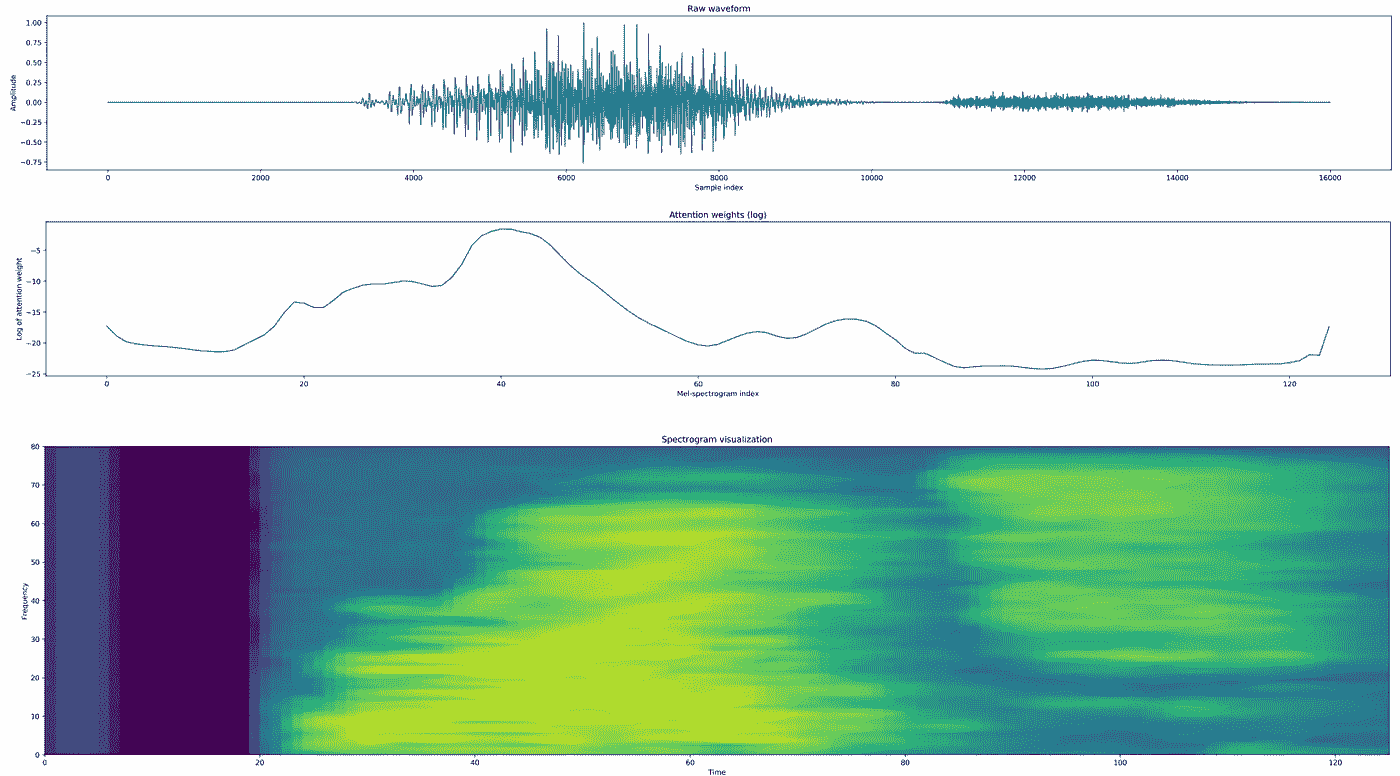 Raw waveform
1.00
0.75
0.50
0.25
0.00
−0.25
−0.50
−0.75
Amplitude
0 2000 4000 6000 8000 10000 12000 14000 16000
Sample index
Attention weights (log)
−5
−10
−15
−20
−25
Log of attention weight
0 20 40 60 80 100 120
Mel-spectrogram index
Spectrogram visualization
80
70
60
50
40
30
20
10
0
Frequency
0 20 40 60 80 100 120
Time